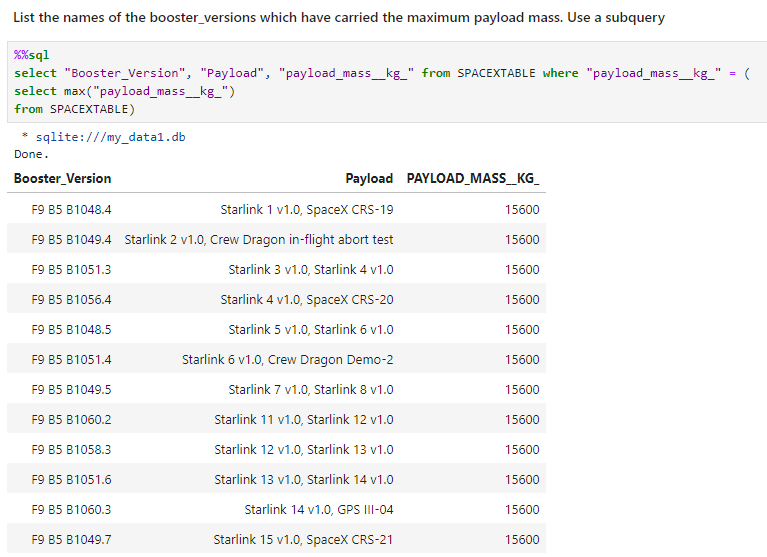 List the names of the booster_versions which have carried the maximum payload mass. Use a subquery
%%sql
select "Booster_Version", "Payload", "payload_mass__kg_" from SPACEXTABLE where "payload_mass__kg_" = (
select max("payload_mass__kg_")
from SPACEXTABLE)
* sqlite:///my_data1.db
Done.
Booster_Version Payload PAYLOAD_MASS__KG_
F9 B5 B1048.4 Starlink 1 v1.0, SpaceX CRS-19 15600
F9 B5 B1049.4 Starlink 2 v1.0, Crew Dragon in-flight abort test 15600
F9 B5 B1051.3 Starlink 3 v1.0, Starlink 4 v1.0 15600
F9 B5 B1056.4 Starlink 4 v1.0, SpaceX CRS-20 15600
F9 B5 B1048.5 Starlink 5 v1.0, Starlink 6 v1.0 15600
F9 B5 B1051.4 Starlink 6 v1.0, Crew Dragon Demo-2 15600
F9 B5 B1049.5 Starlink 7 v1.0, Starlink 8 v1.0 15600
F9 B5 B1060.2 Starlink 11 v1.0, Starlink 12 v1.0 15600
F9 B5 B1058.3 Starlink 12 v1.0, Starlink 13 v1.0 15600
F9 B5 B1051.6 Starlink 13 v1.0, Starlink 14 v1.0 15600
F9 B5 B1060.3 Starlink 14 v1.0, GPS III-04 15600
F9 B5 B1049.7 Starlink 15 v1.0, SpaceX CRS-21 15600